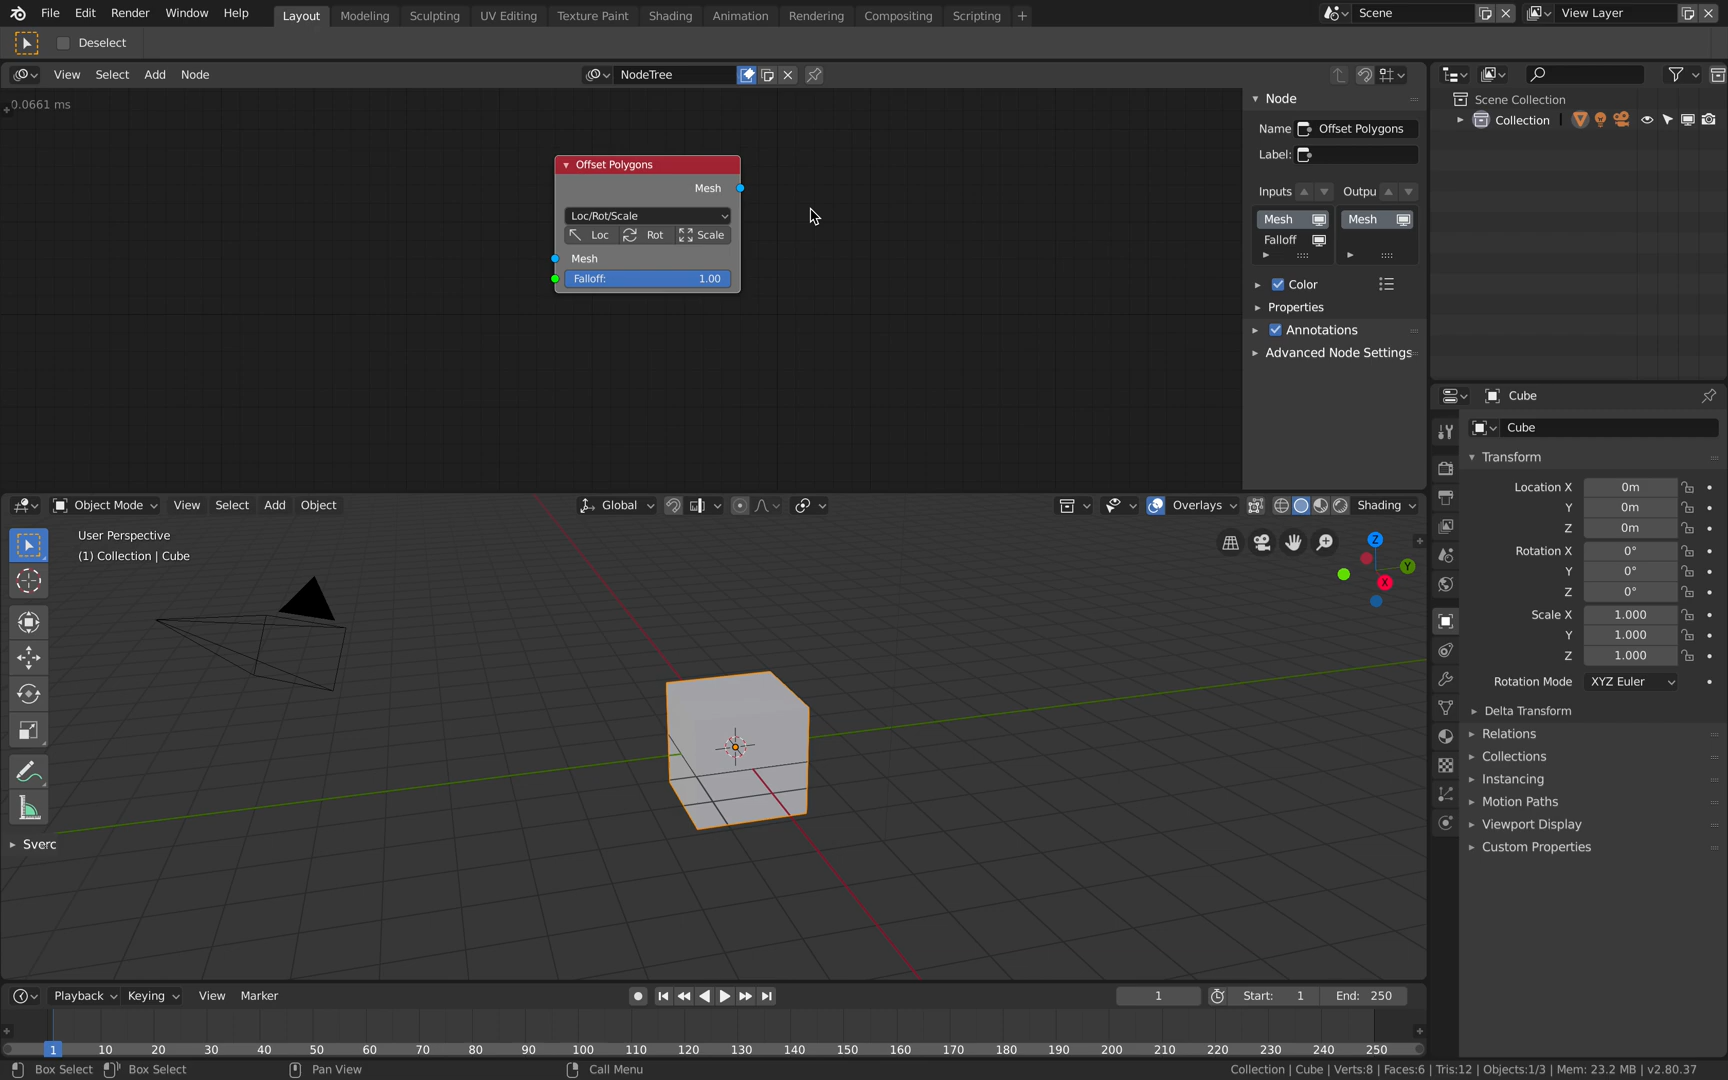 File Edit Render Window Help Layout Modeling Sculpting UV Editing Texture Paint Shading Animation Rendering Compositing Scripting + Scene View Layer
Deselect
View Select Add Node NodeTree
0.0661 ms
Offset Polygons
Mesh
Loc/Rot/Scale
Loc Rot Scale
Mesh
Falloff: 1.00
Node
Name Offset Polygons
Label:
Inputs Outpu
Mesh Mesh
Falloff
Color
Properties
Annotations
Advanced Node Settings
Scene Collection
Collection
Object Mode View Select Add Object Global Overlays Shading
User Perspective
(1) Collection | Cube
Z
Y
X
Sverc
Cube
Cube
Transform
Location X 0m
Y 0m
Z 0m
Rotation X 0°
Y 0°
Z 0°
Scale X 1.000
Y 1.000
Z 1.000
Rotation Mode XYZ Euler
Delta Transform
Relations
Collections
Instancing
Motion Paths
Viewport Display
Custom Properties
Playback Keying View Marker 1 Start: 1 End: 250
1 10 20 30 40 50 60 70 80 90 100 110 120 130 140 150 160 170 180 190 200 210 220 230 240 250
Box Select Box Select Pan View Call Menu Collection | Cube | Verts:8 | Faces:6 | Tris:12 | Objects:1/3 | Mem: 23.2 MB | v2.80.37